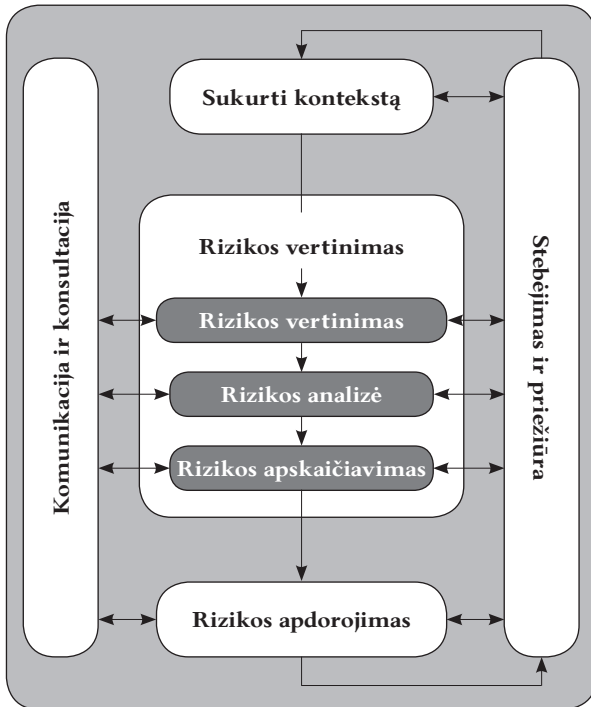 Sukurti kontekstą
Komunikacija ir konsultacija
Rizikos vertinimas
Rizikos vertinimas
Rizikos analizė
Rizikos apskaičiavimas
Stebėjimas ir priežiūra
Rizikos apdorojimas